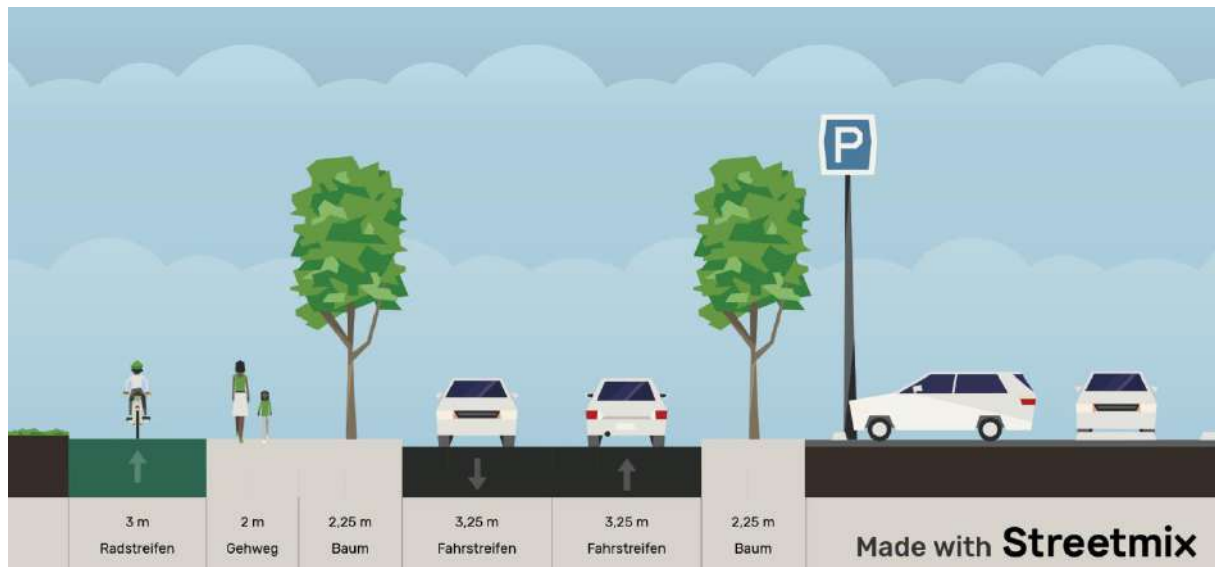 P
3 m
Radstreifen
2 m
Gehweg
2,25 m
Baum
3,25 m
Fahrstreifen
3,25 m
Fahrstreifen
2,25 m
Baum
Made with Streetmix